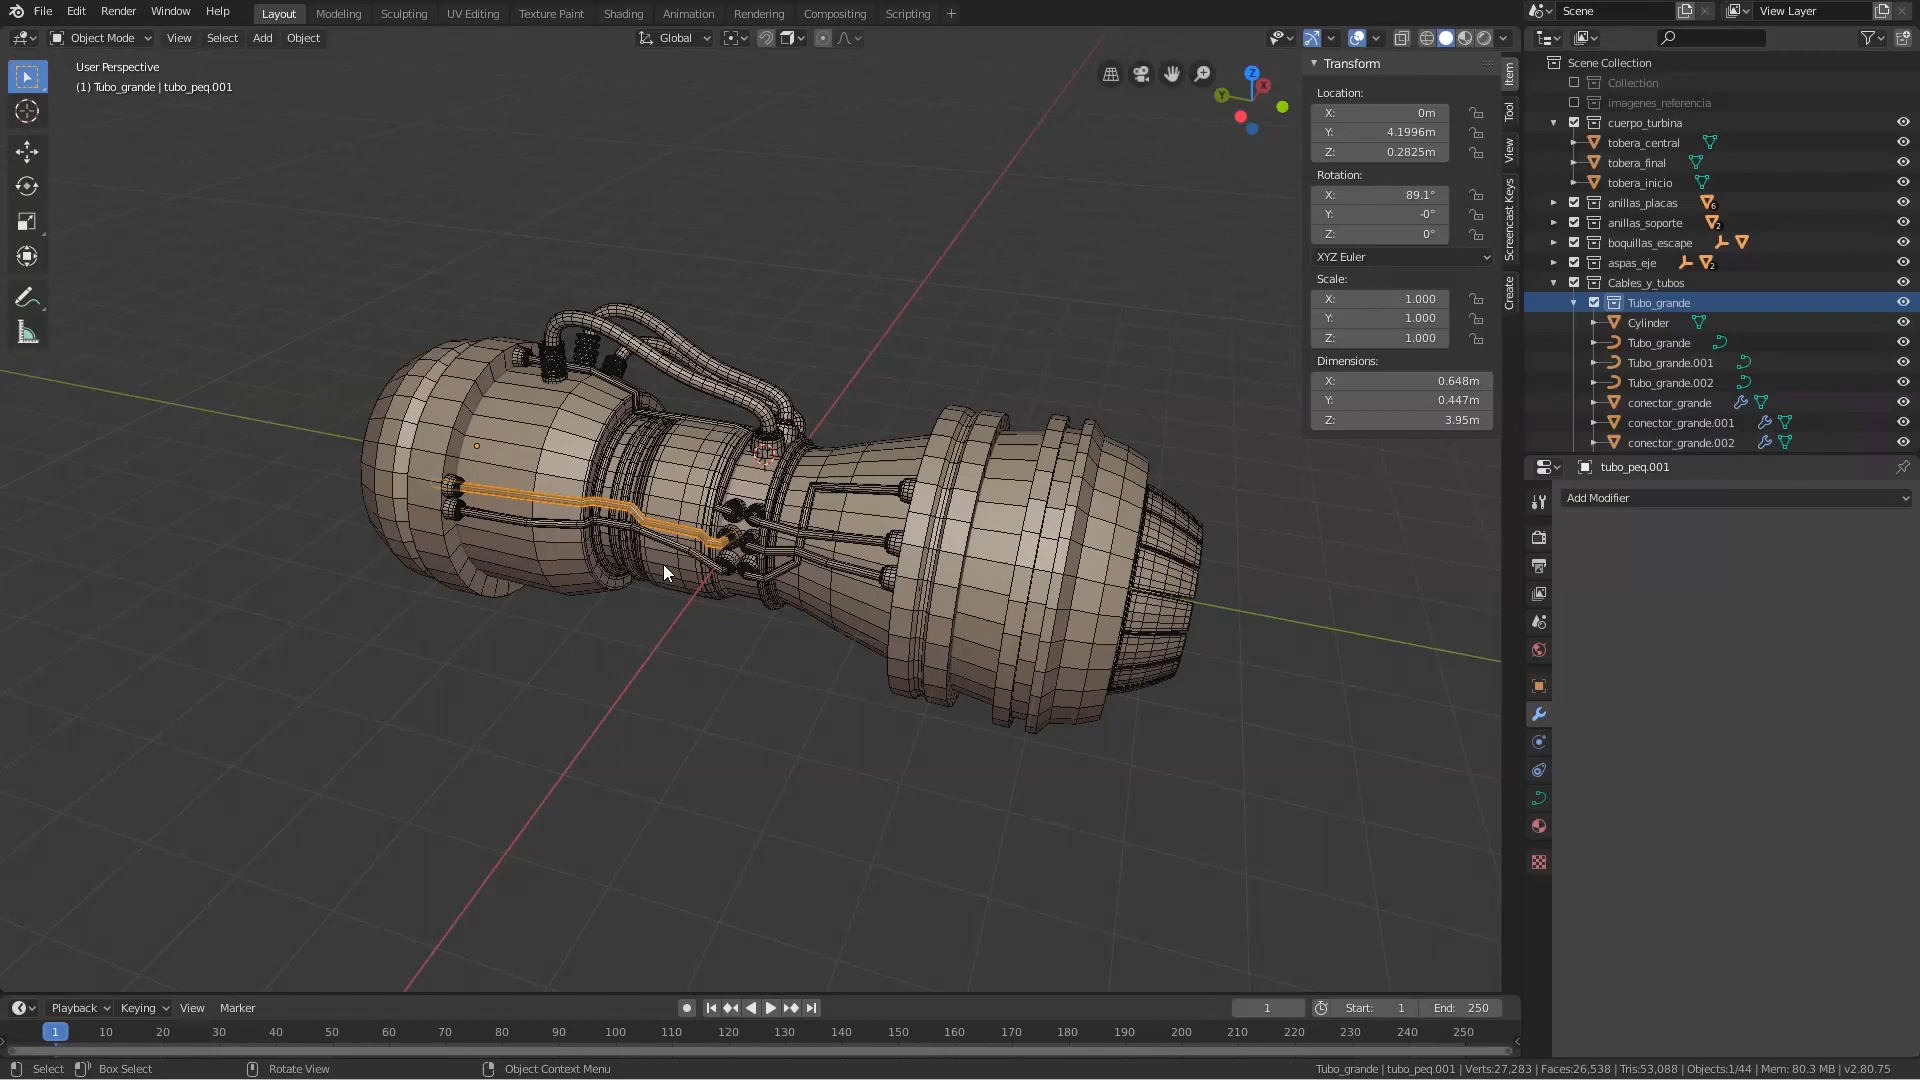 File Edit Render Window Help Layout Modeling Sculpting UV Editing Texture Paint Shading Animation Rendering Compositing Scripting + Scene View Layer
Object Mode View Select Add Object Global
User Perspective
(1) Tubo_grande | tubo_peq.001
Z
X
Y
Transform
Location:
X: 0m
Y: 4.1996m
Z: 0.2825m
Rotation:
X: 89.1°
Y: -0°
Z: 0°
XYZ Euler
Scale:
X: 1.000
Y: 1.000
Z: 1.000
Dimensions:
X: 0.648m
Y: 0.447m
Z: 3.95m
Item
Tool
View
Screencast Keys
Create
Scene Collection
Collection
imagenes_referencia
cuerpo_turbina
tobera_central
tobera_final
tobera_inicio
anillas_placas 6
anillas_soporte 2
boquillas_escape
aspas_eje 2
Cables_y_tubos
Tubo_grande
Cylinder
Tubo_grande
Tubo_grande.001
Tubo_grande.002
conector_grande
conector_grande.001
conector_grande.002
tubo_peq.001
Add Modifier
Playback Keying View Marker 1 Start: 1 End: 250
1 10 20 30 40 50 60 70 80 90 100 110 120 130 140 150 160 170 180 190 200 210 220 230 240 250
Select Box Select Rotate View Object Context Menu Tubo_grande | tubo_peq.001 | Verts:27,283 | Faces:26,538 | Tris:53,088 | Objects:1/44 | Mem: 80.3 MB | v2.80.75